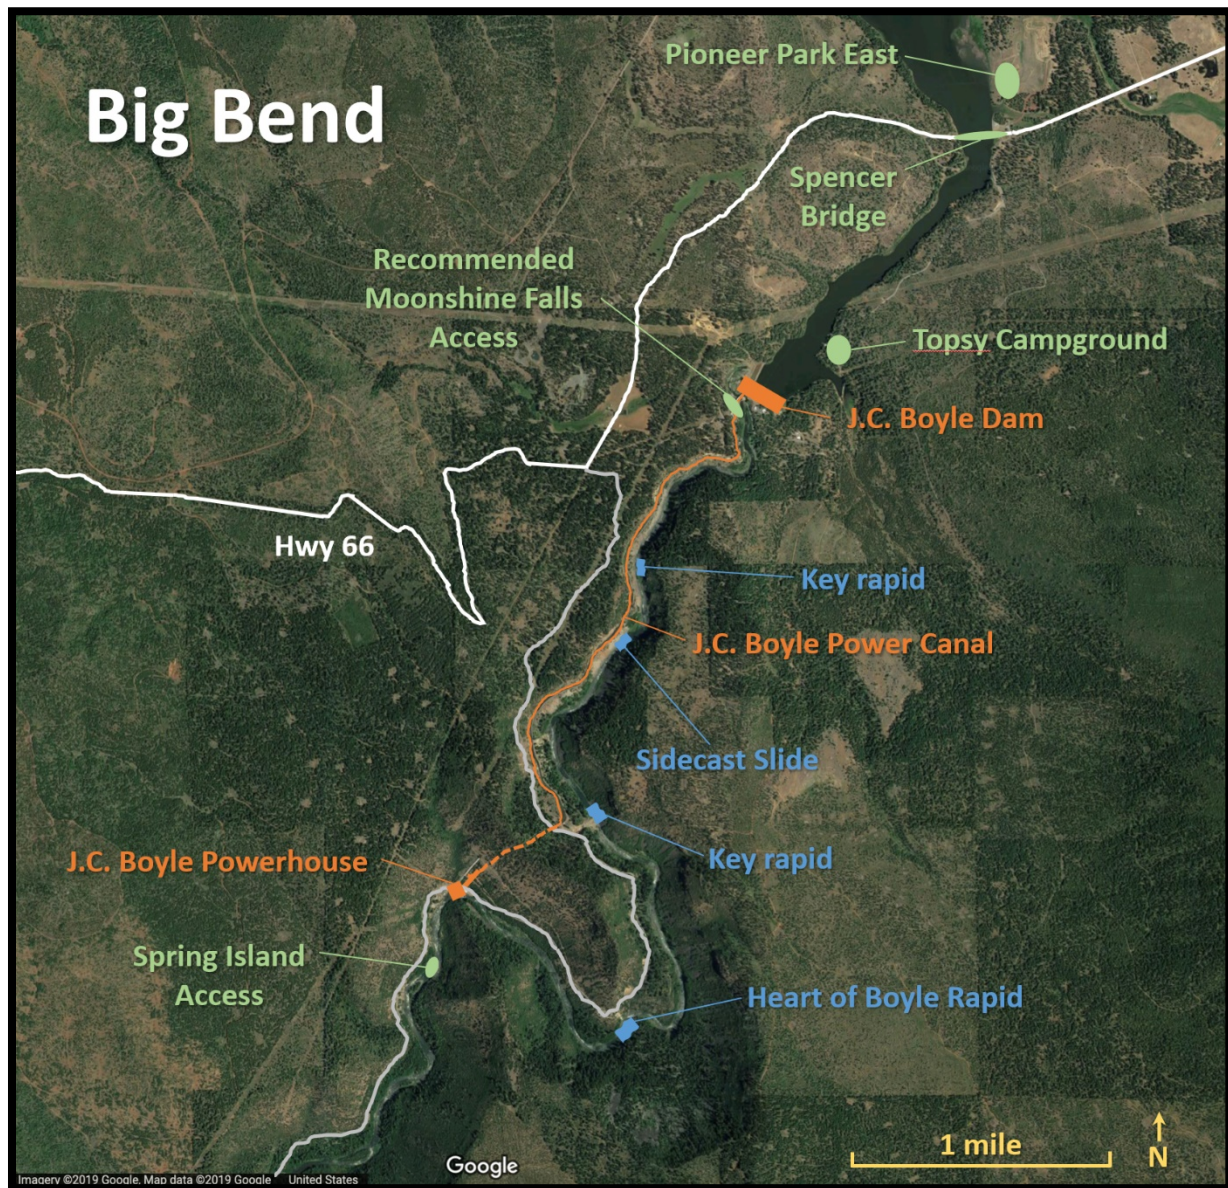 Big Bend
Pioneer Park East
Spencer
Bridge
Recommended
Moonshine Falls
Access
Topsy Campground
J.C. Boyle Dam
Hwy 66
Key rapid
J.C. Boyle Power Canal
Sidecast Slide
Key rapid
J.C. Boyle Powerhouse
Spring Island
Access
Heart of Boyle Rapid
1 mile
N
Google
Imagery ©2019 Google, Map data ©2019 Google United States